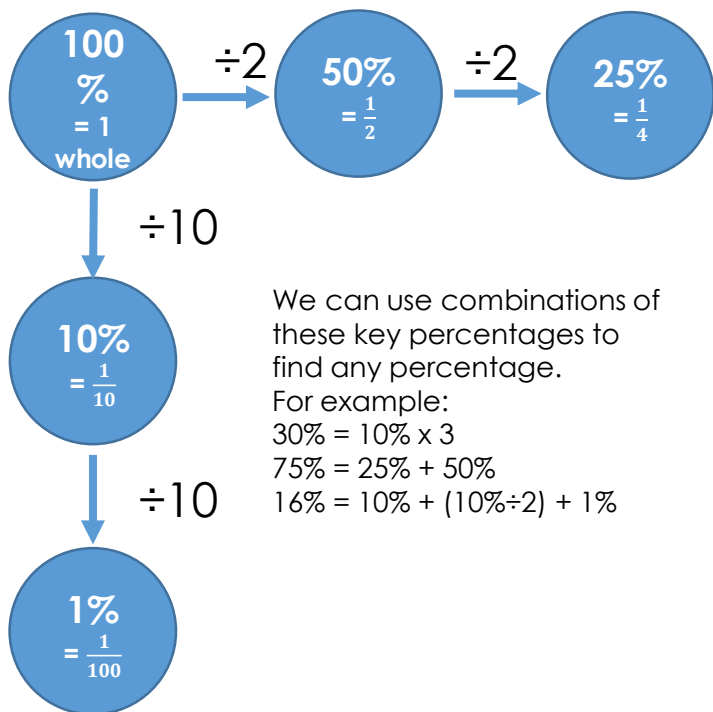 100
%
= 1
whole
÷2
50%
= 1/2
÷2
25%
= 1/4
÷10
10%
= 1/10
We can use combinations of
these key percentages to
find any percentage.
For example:
30% = 10% x 3
75% = 25% + 50%
16% = 10% + (10%÷2) + 1%
÷10
1%
= 1/100